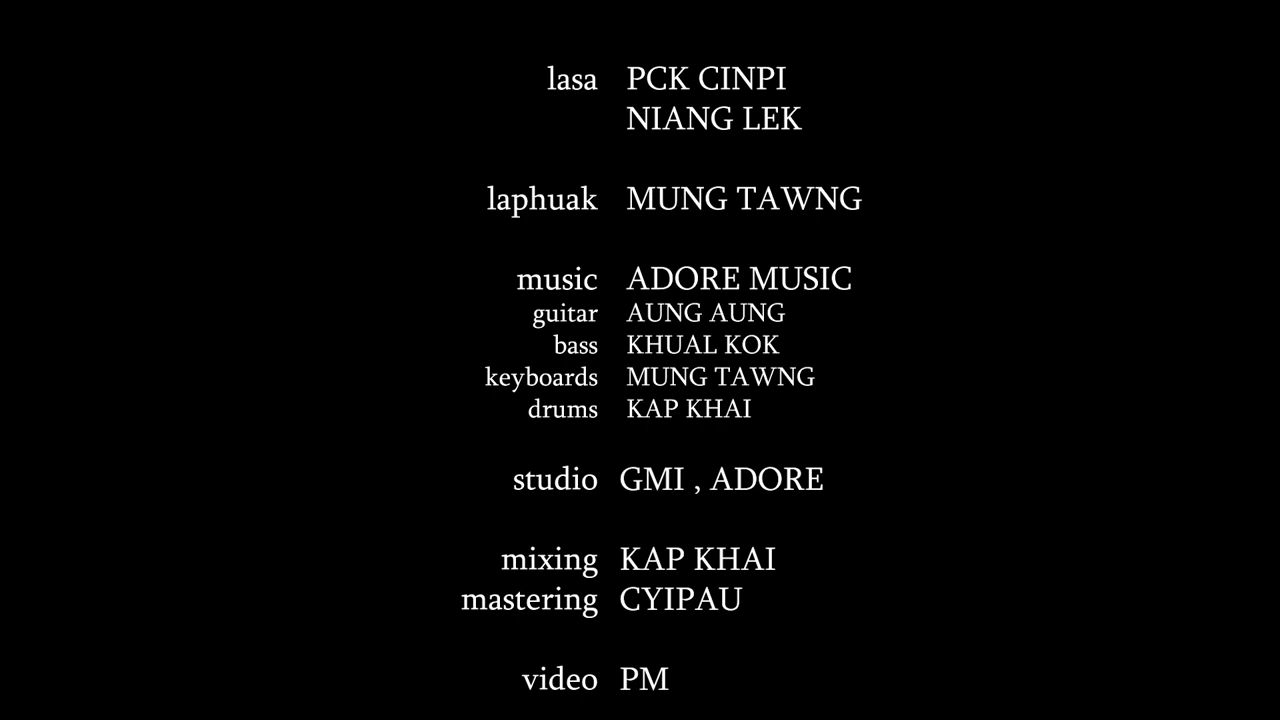 lasa PCK CINPI
NIANG LEK
laphuak MUNG TAWNG
music ADORE MUSIC
guitar AUNG AUNG
bass KHUAL KOK
keyboards MUNG TAWNG
drums KAP KHAI
studio GMI , ADORE
mixing KAP KHAI
mastering CYIPAU
video PM